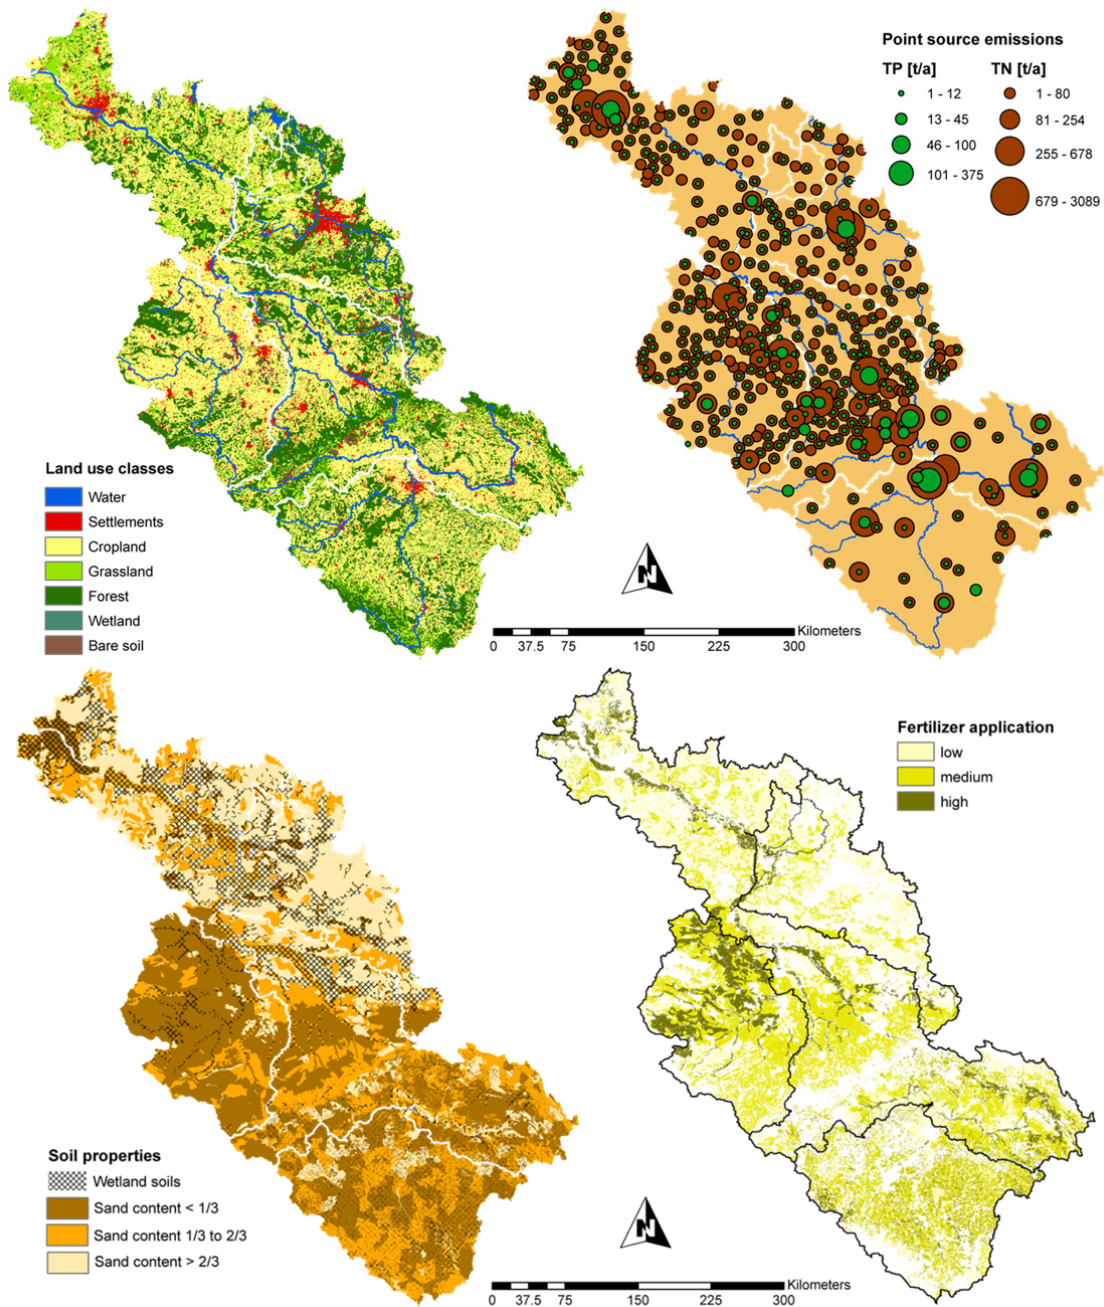 Point source emissions
TP [t/a] TN [t/a]
1 - 12 1 - 80
13 - 45 81 - 254
46 - 100 255 - 678
101 - 375 679 - 3089
Land use classes
Water
Settlements
Cropland
Grassland
Forest
Wetland
Bare soil
N
Kilometers
0 37.5 75 150 225 300
Fertilizer application
low
medium
high
Soil properties
Wetland soils
Sand content < 1/3
Sand content 1/3 to 2/3
Sand content > 2/3
N
Kilometers
0 37.5 75 150 225 300